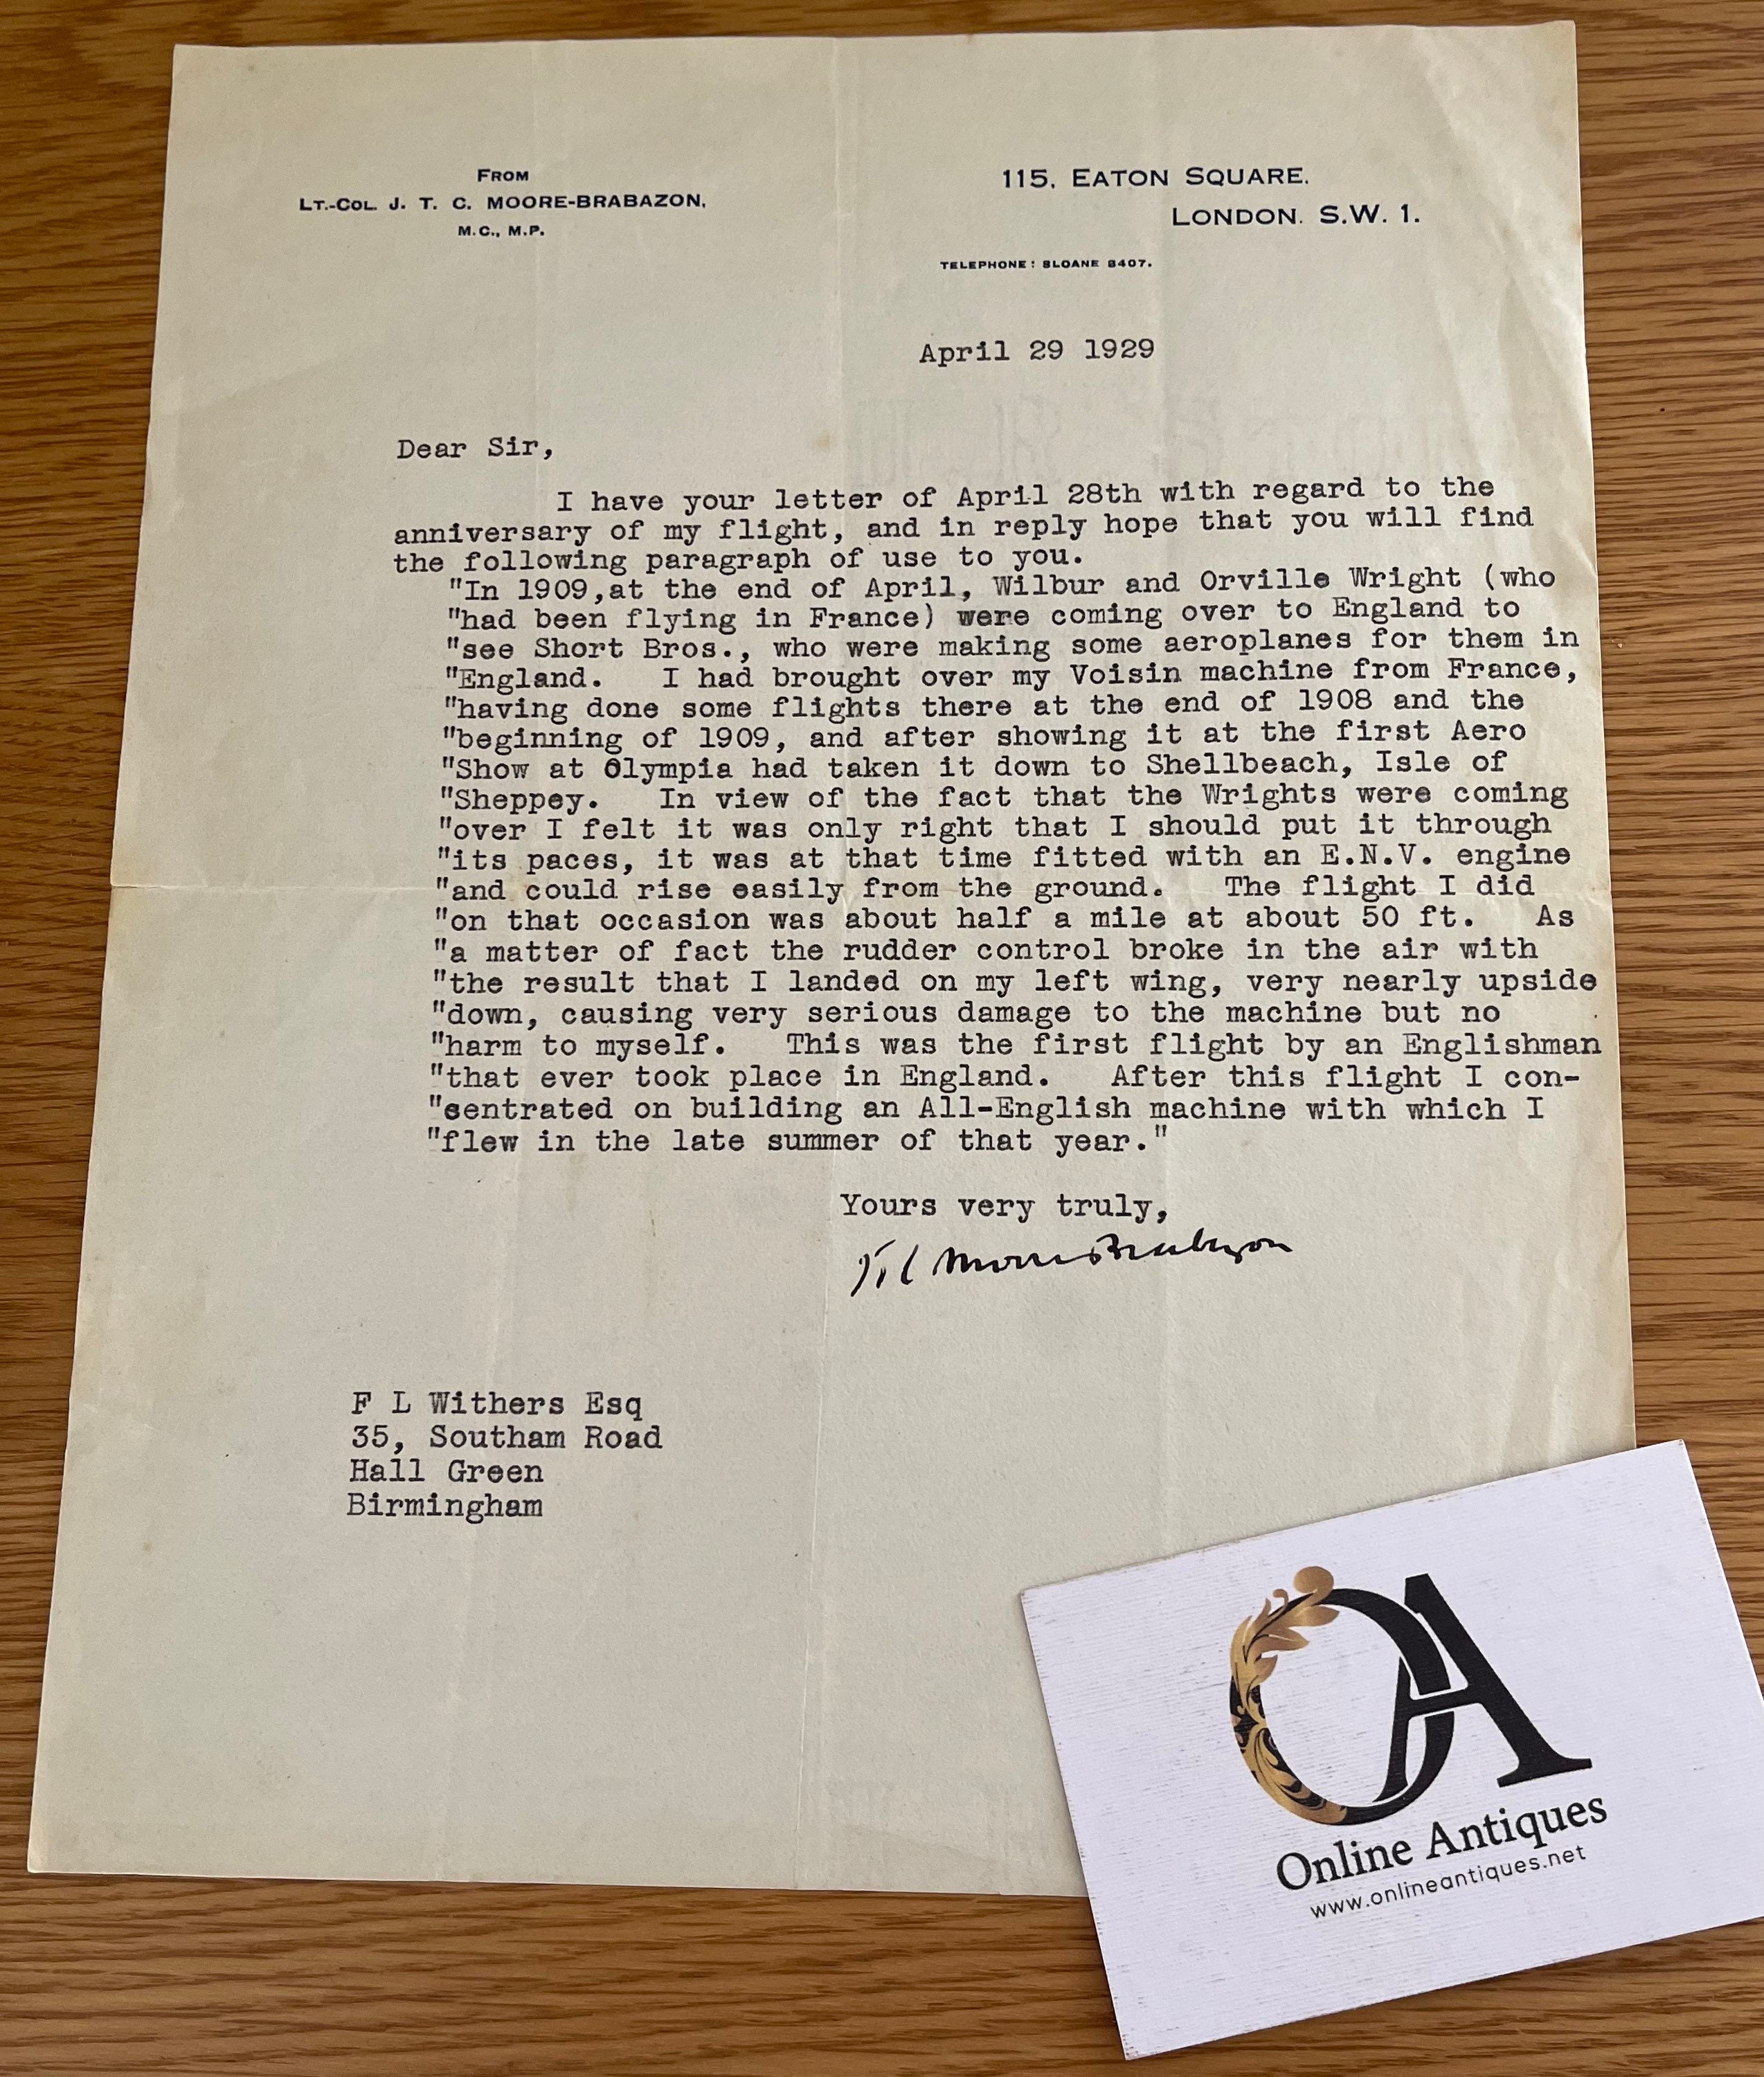 FROM
LT.-COL. J. T. C. MOORE-BRABAZON,
M.C., M.P.
115, EATON SQUARE.
LONDON. S.W. 1.
TELEPHONE: SLOANE 8407.
April 29 1929
Dear Sir,
I have your letter of April 28th with regard to the
anniversary of my flight, and in reply hope that you will find
the following paragraph of use to you.
"In 1909,at the end of April, Wilbur and Orville Wright (who
"had been flying in France) were coming over to England to
"see Short Bros., who were making some aeroplanes for them in
"England. I had brought over my Voisin machine from France,
"having done some flights there at the end of 1908 and the
"beginning of 1909, and after showing it at the first Aero
"Show at Olympia had taken it down to Shellbeach, Isle of
"Sheppey. In view of the fact that the Wrights were coming
"over I felt it was only right that I should put it through
"its paces, it was at that time fitted with an E.N.V. engine
"and could rise easily from the ground. The flight I did
"on that occasion was about half a mile at about 50 ft. As
"a matter of fact the rudder control broke in the air with
"the result that I landed on my left wing, very nearly upside
"down, causing very serious damage to the machine but no
"harm to myself. This was the first flight by an Englishman
"that ever took place in England. After this flight I con-
"centrated on building an All-English machine with which I
"flew in the late summer of that year."
Yours very truly,
Moore Brabazon
F L Withers Esq
35, Southam Road
Hall Green
Birmingham
OA
Online Antiques
www.onlineantiques.net